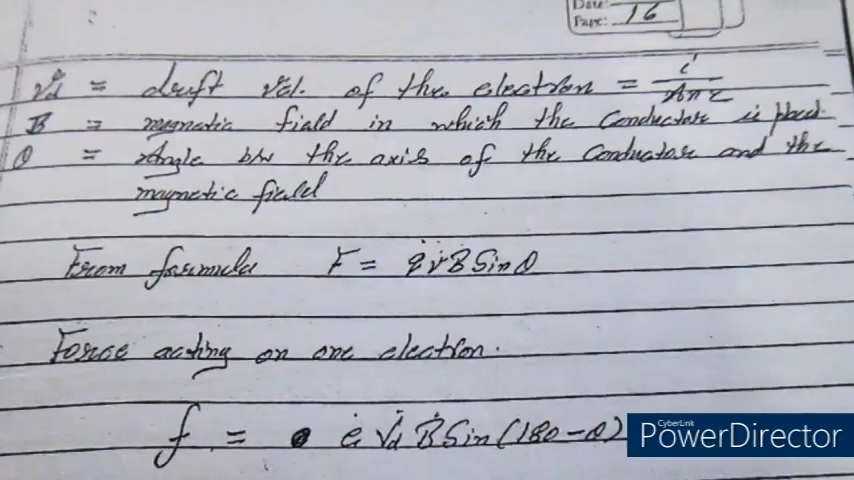 Date:
Page: 16
Vd = drift vel. of the electron = i / Ane
B = magnetic field in which the conductor is placed.
θ = Angle b/w the axis of the conductor and the
magnetic field
From formula F = qvB Sin θ
Force acting on one electron.
f = e Vd B Sin (180 - θ)
CyberLink
PowerDirector